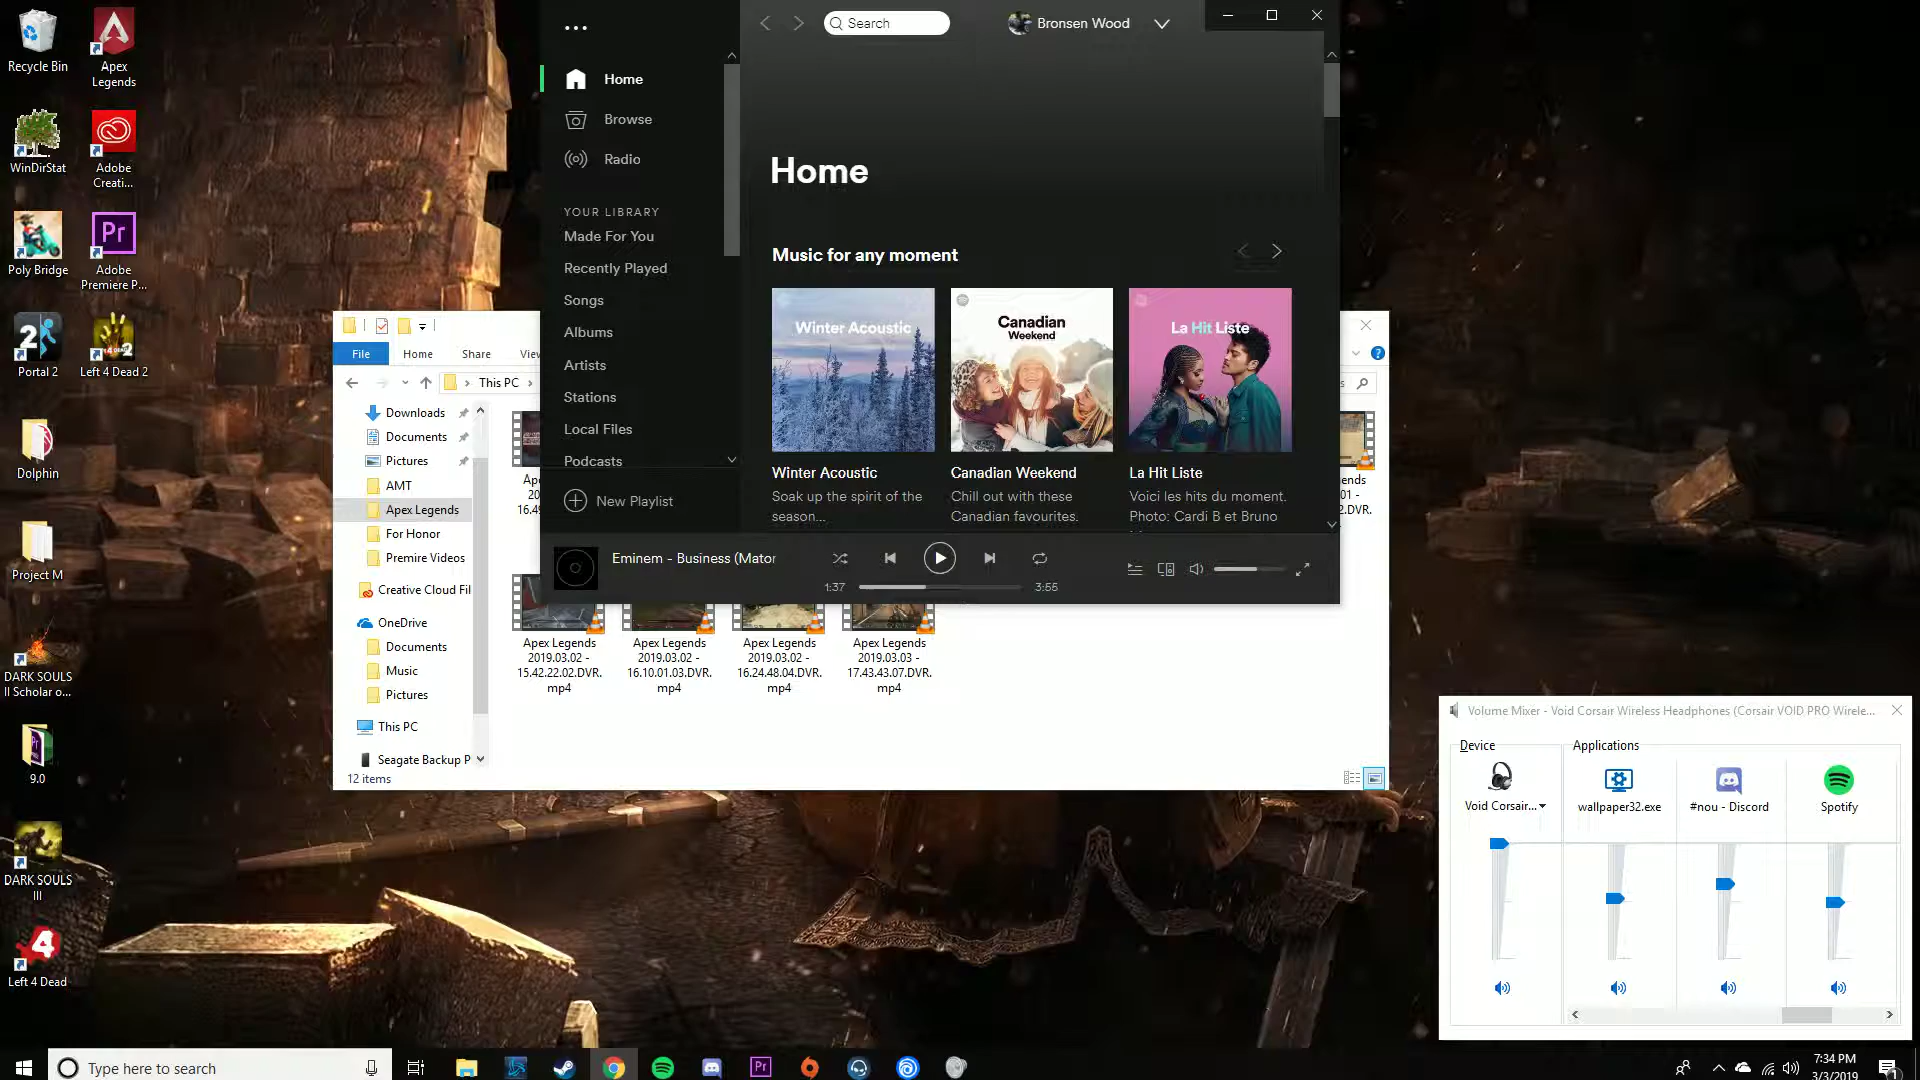 Recycle Bin
Apex
Legends
WinDirStat
Adobe
Creati...
Poly Bridge
Adobe
Premiere P...
Portal 2
Left 4 Dead 2
Dolphin
Project M
DARK SOULS
II Scholar o...
9.0
DARK SOULS
III
Left 4 Dead
Search
Bronsen Wood
Home
Browse
Radio
YOUR LIBRARY
Made For You
Recently Played
Songs
Albums
Artists
Stations
Local Files
Podcasts
New Playlist
Home
Music for any moment
Winter Acoustic
Canadian
Weekend
La Hit Liste
Winter Acoustic
Soak up the spirit of the
season...
Canadian Weekend
Chill out with these
Canadian favourites.
La Hit Liste
Voici les hits du moment.
Photo: Cardi B et Bruno
Eminem - Business (Mator
1:37
3:55
File
Home
Share
This PC
Downloads
Documents
Pictures
AMT
Apex Legends
For Honor
Premire Videos
Creative Cloud Fil
OneDrive
Documents
Music
Pictures
This PC
Seagate Backup P
12 items
Apex Legends
2019.03.02 -
15.42.22.02.DVR.
mp4
Apex Legends
2019.03.02 -
16.10.01.03.DVR.
mp4
Apex Legends
2019.03.02 -
16.24.48.04.DVR.
mp4
Apex Legends
2019.03.03 -
17.43.43.07.DVR.
mp4
Volume Mixer - Void Corsair Wireless Headphones (Corsair VOID PRO Wirele...
Device
Applications
Void Corsair...
wallpaper32.exe
#nou - Discord
Spotify
Type here to search
7:34 PM
3/3/2019